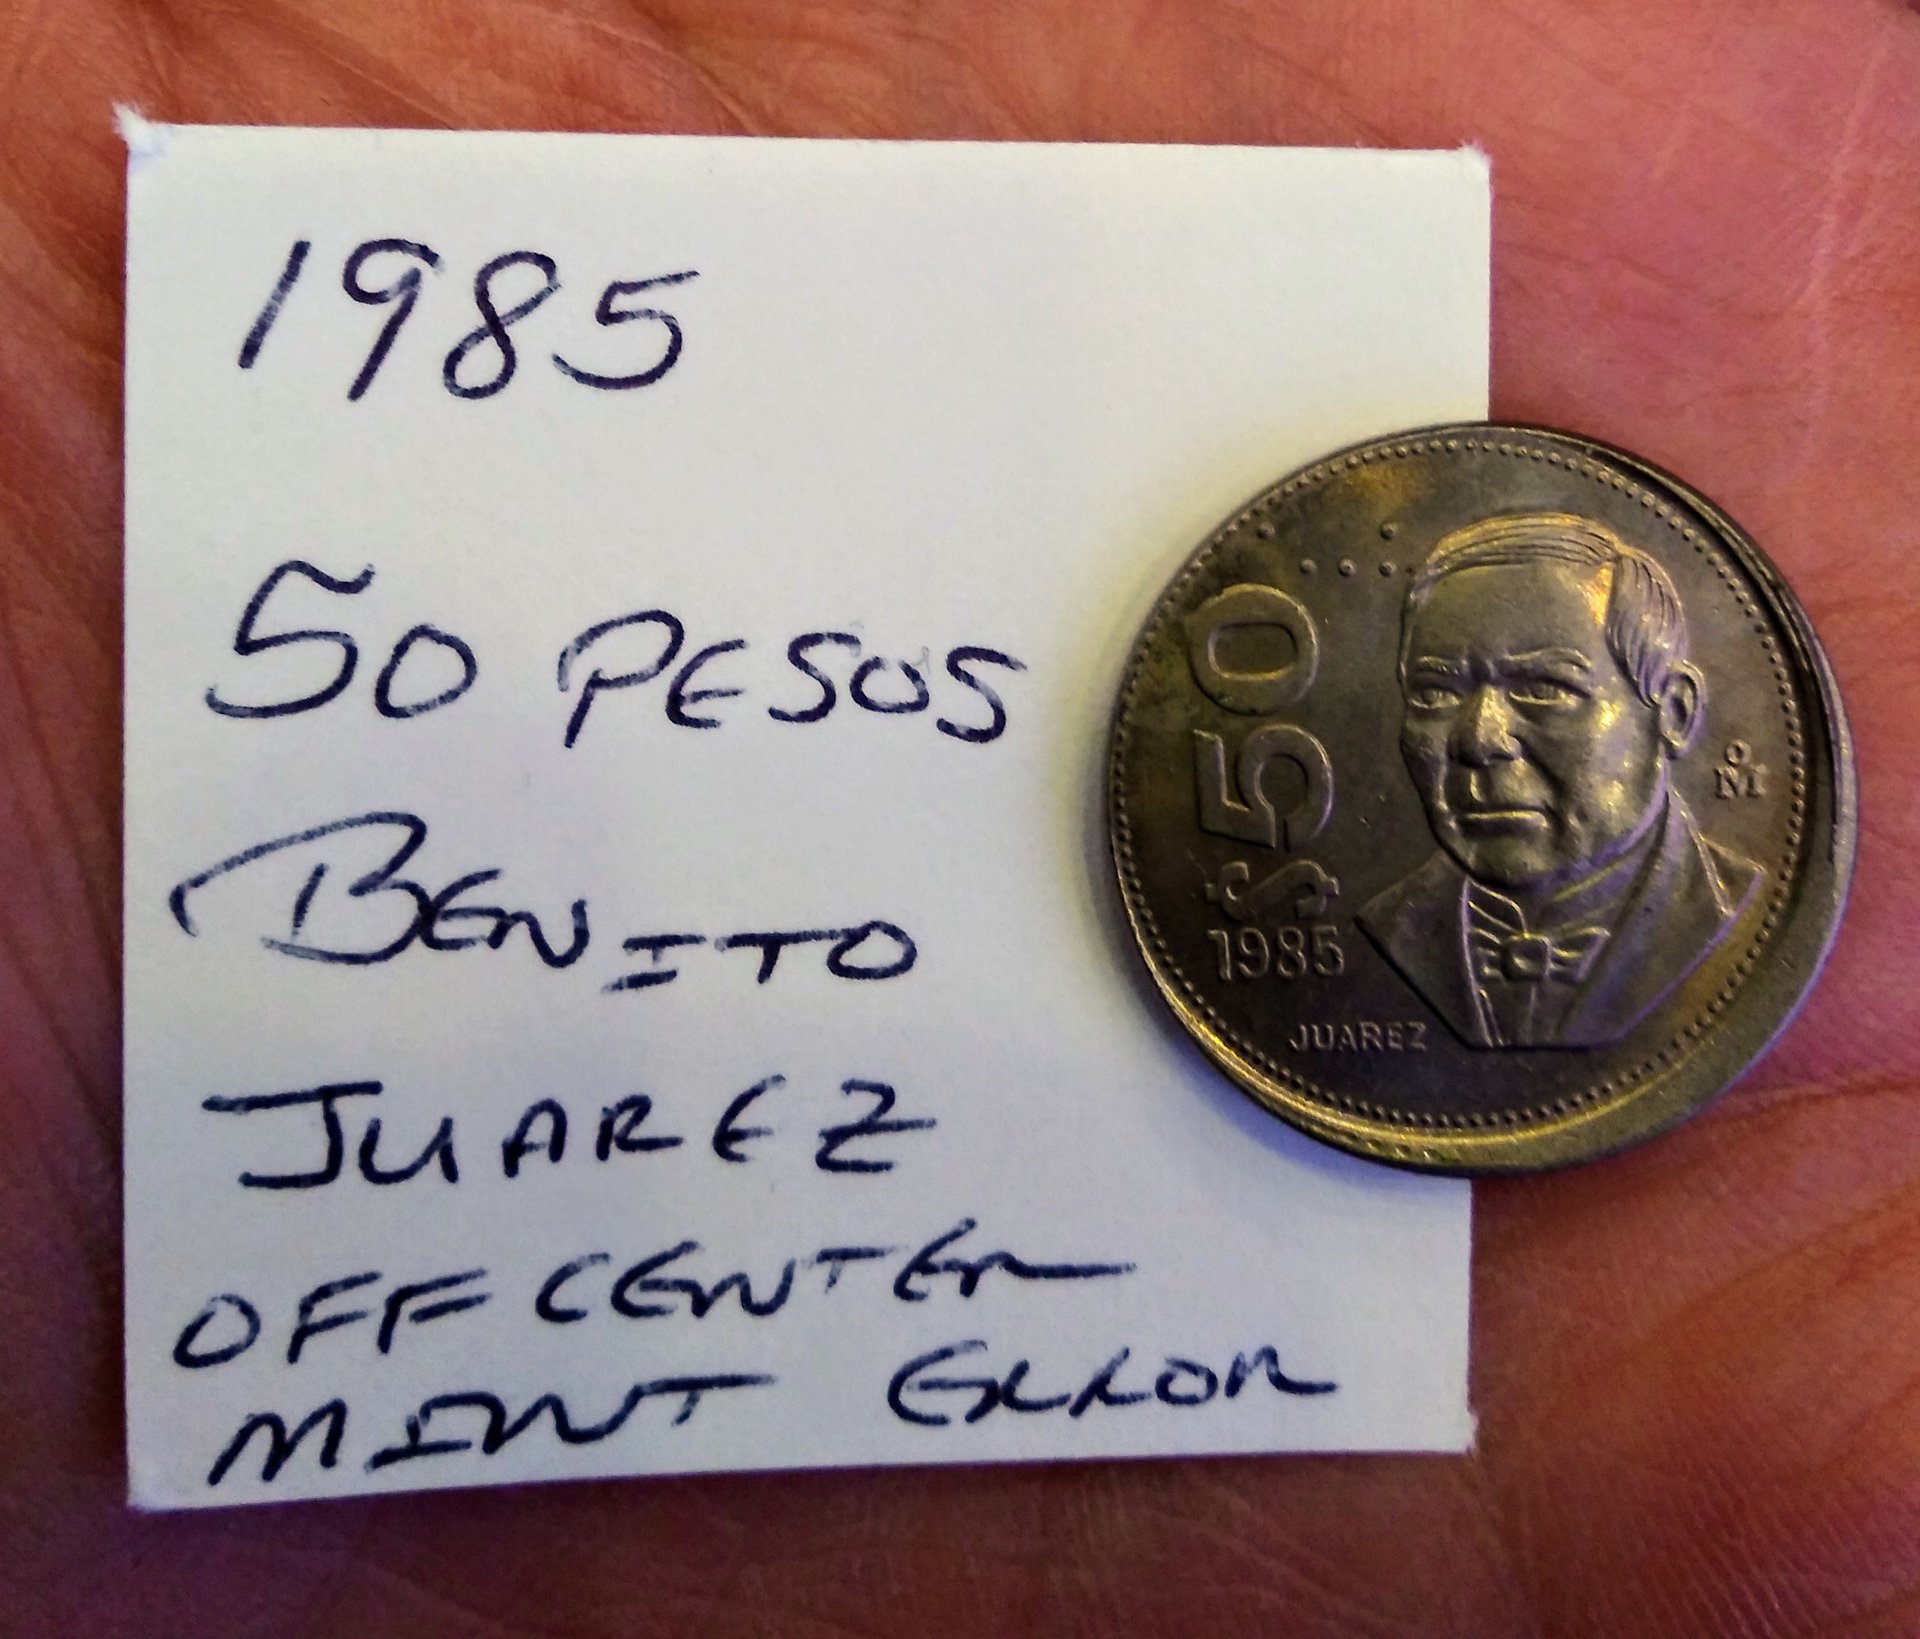 1985
50 PESOS
BENITO
JUAREZ
OFF CENTER
MINT ERROR
$50
1985
JUAREZ
Mo